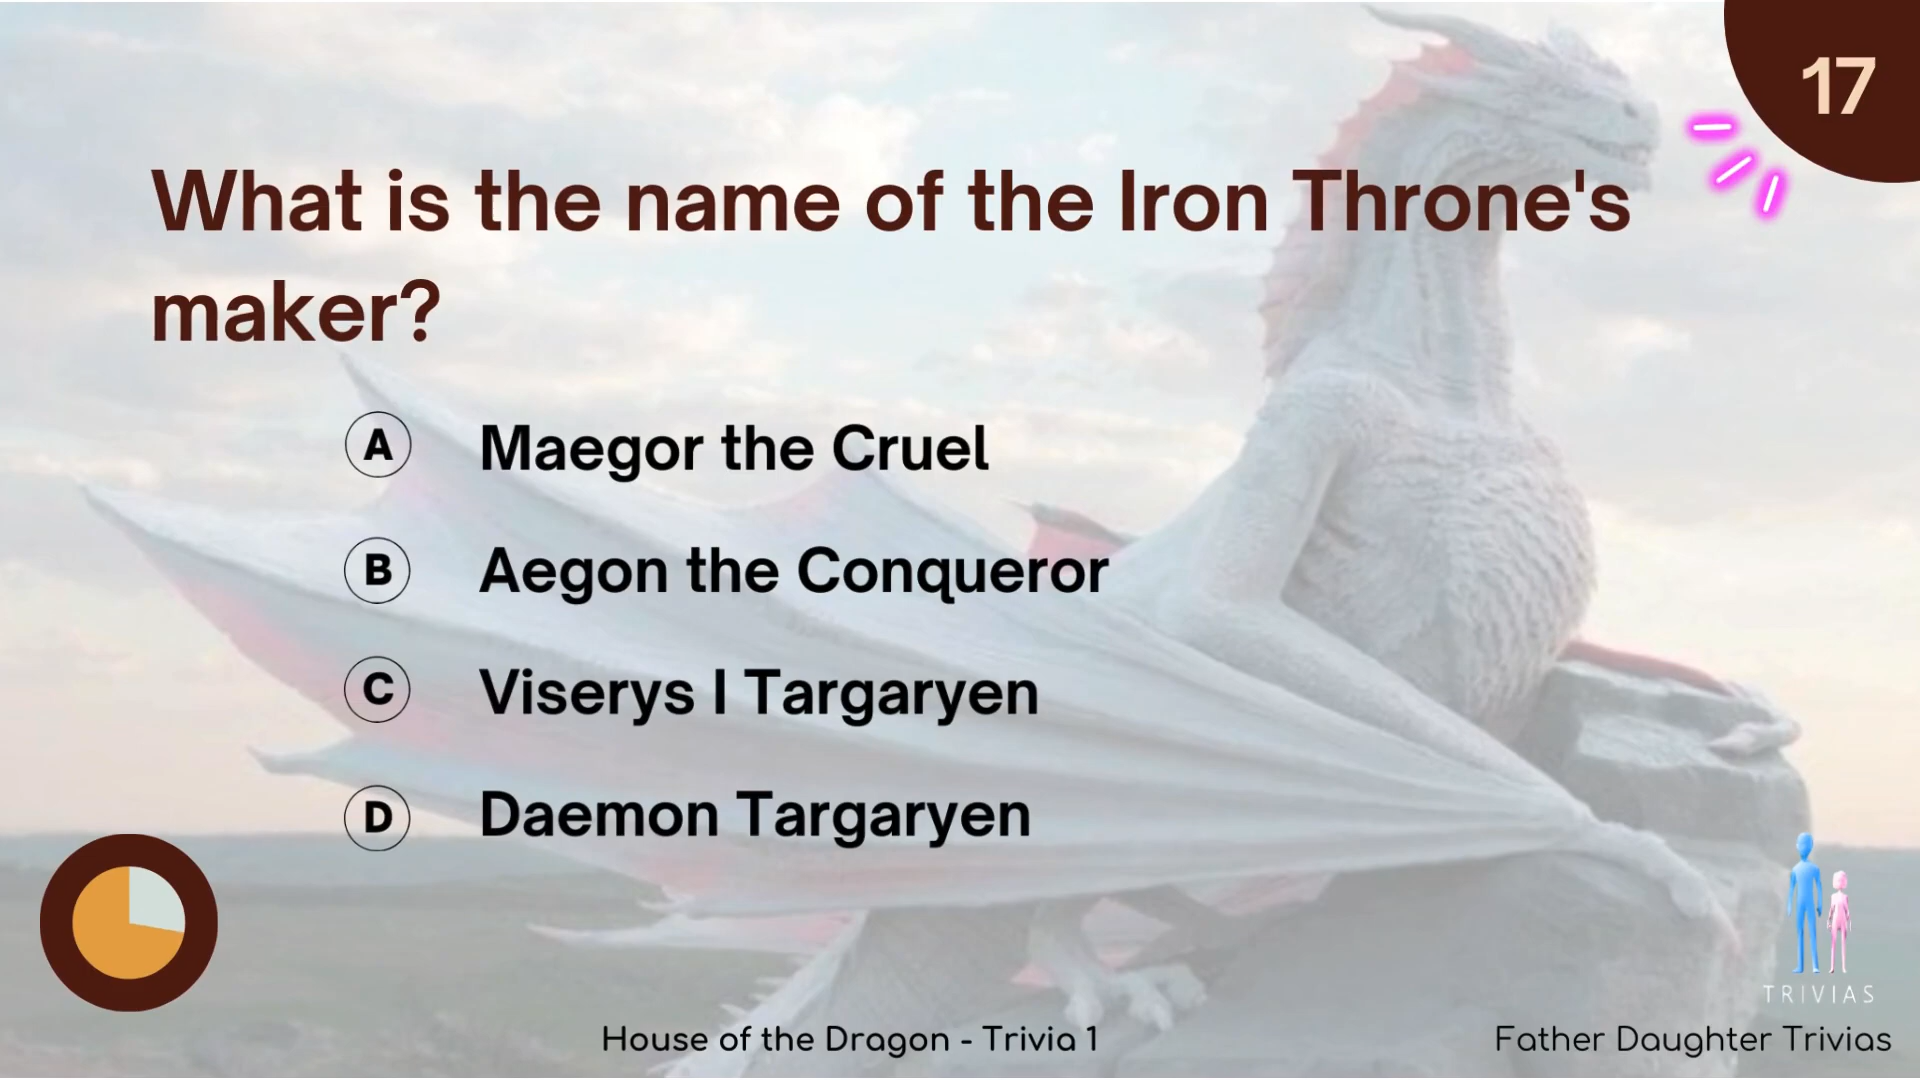 17
What is the name of the Iron Throne's
maker?
A Maegor the Cruel
B Aegon the Conqueror
C Viserys I Targaryen
D Daemon Targaryen
TRIVIAS
House of the Dragon - Trivia 1
Father Daughter Trivias